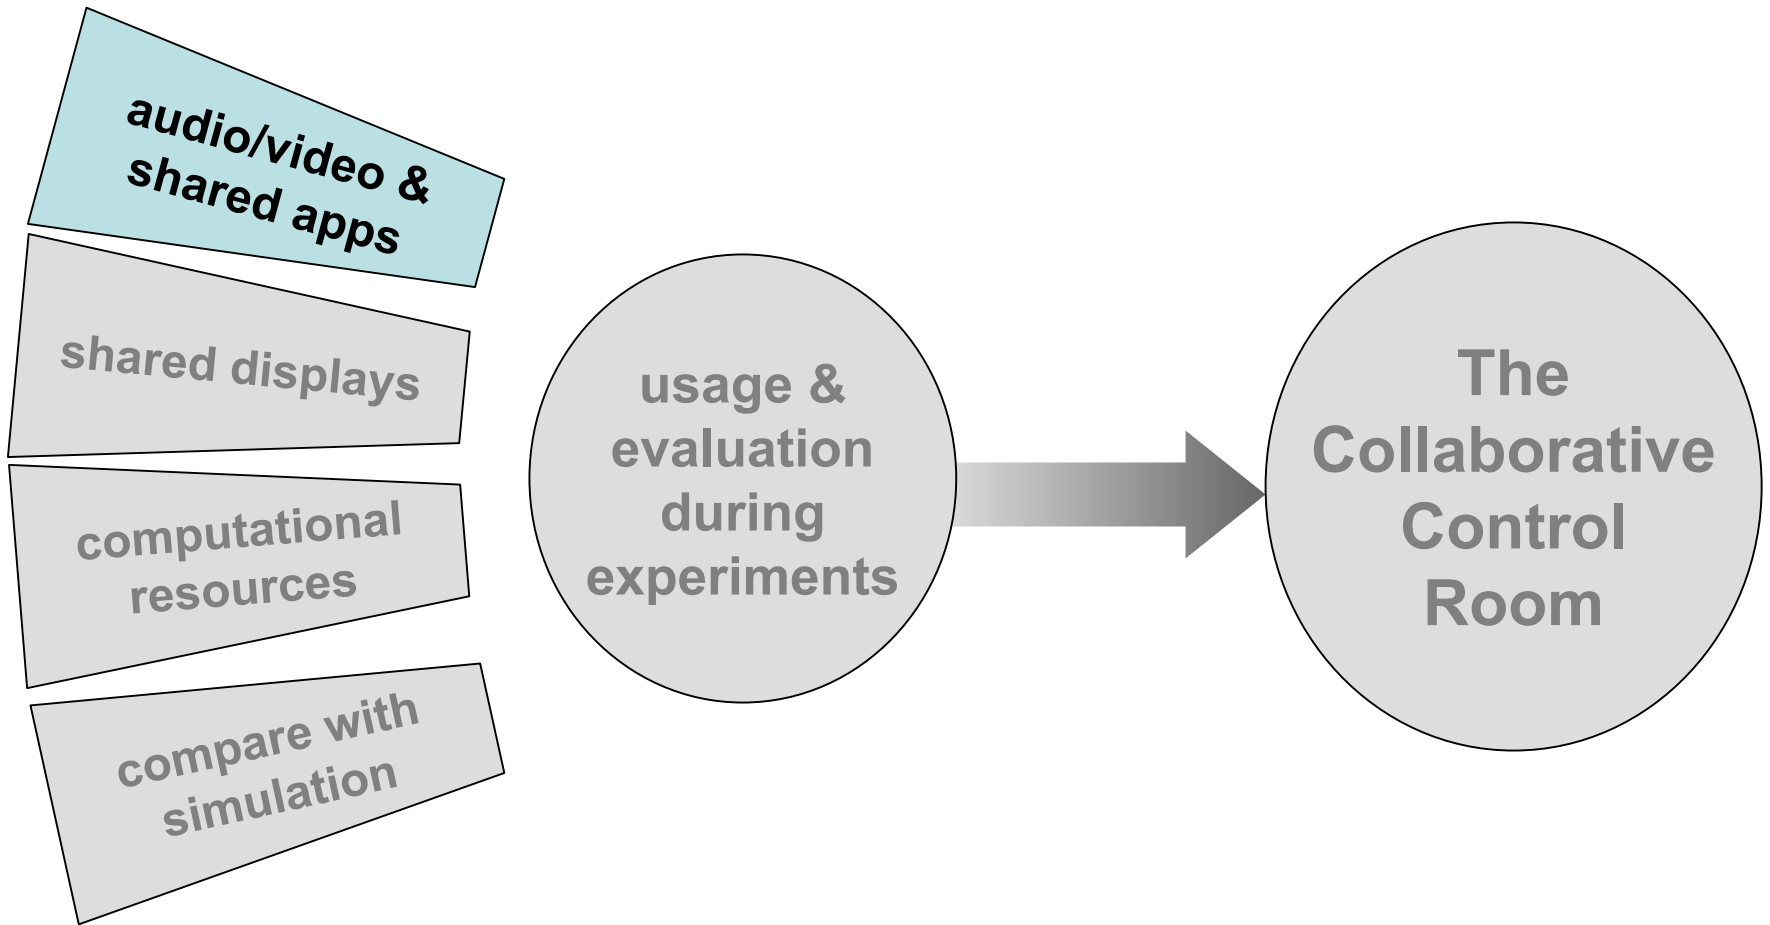 audio/video &
shared apps
shared displays
computational
resources
compare with
simulation
usage &
evaluation
during
experiments
The
Collaborative
Control
Room